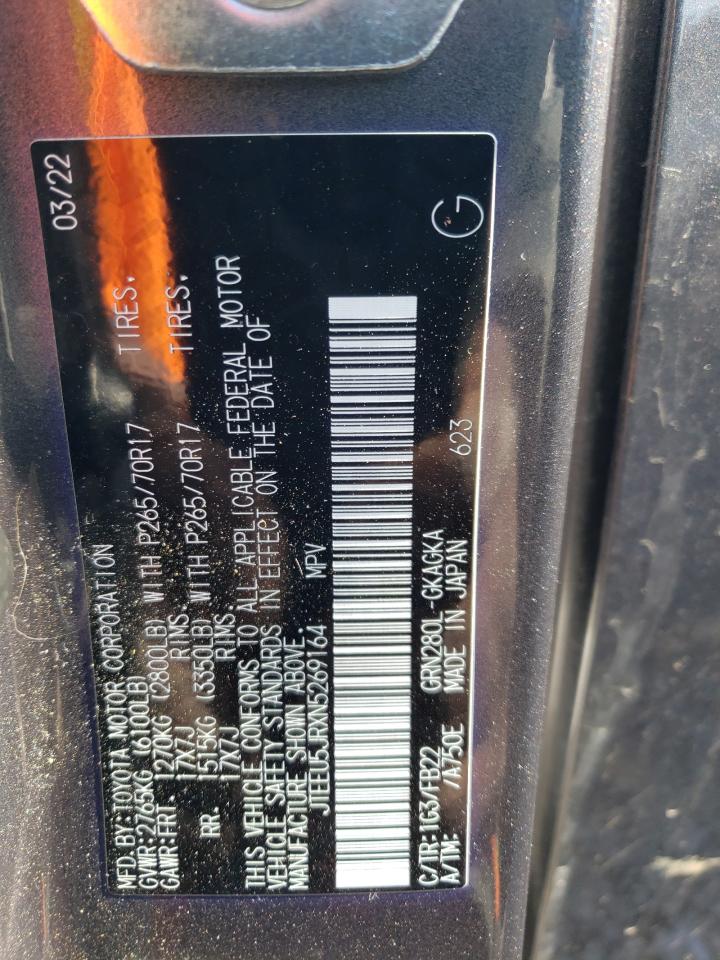 MFD. BY: TOYOTA MOTOR CORPORATION 03/22
GVWR: 2765KG (6100LB)
GAWR: FRT 1270KG (2800LB) WITH P265/70R17 TIRES.
17X7J RIMS.
RR. 1515KG (3350LB) WITH P265/70R17 TIRES.
17X7J RIMS.
THIS VEHICLE CONFORMS TO ALL APPLICABLE FEDERAL MOTOR
VEHICLE SAFETY STANDARDS IN EFFECT ON THE DATE OF
MANUFACTURE SHOWN ABOVE.
JTEEU5JRXN5269164 MPV
C/TR: 1G3/FB22 GRN280L-GKAGKA G
A/TM: /A750E MADE IN JAPAN 623